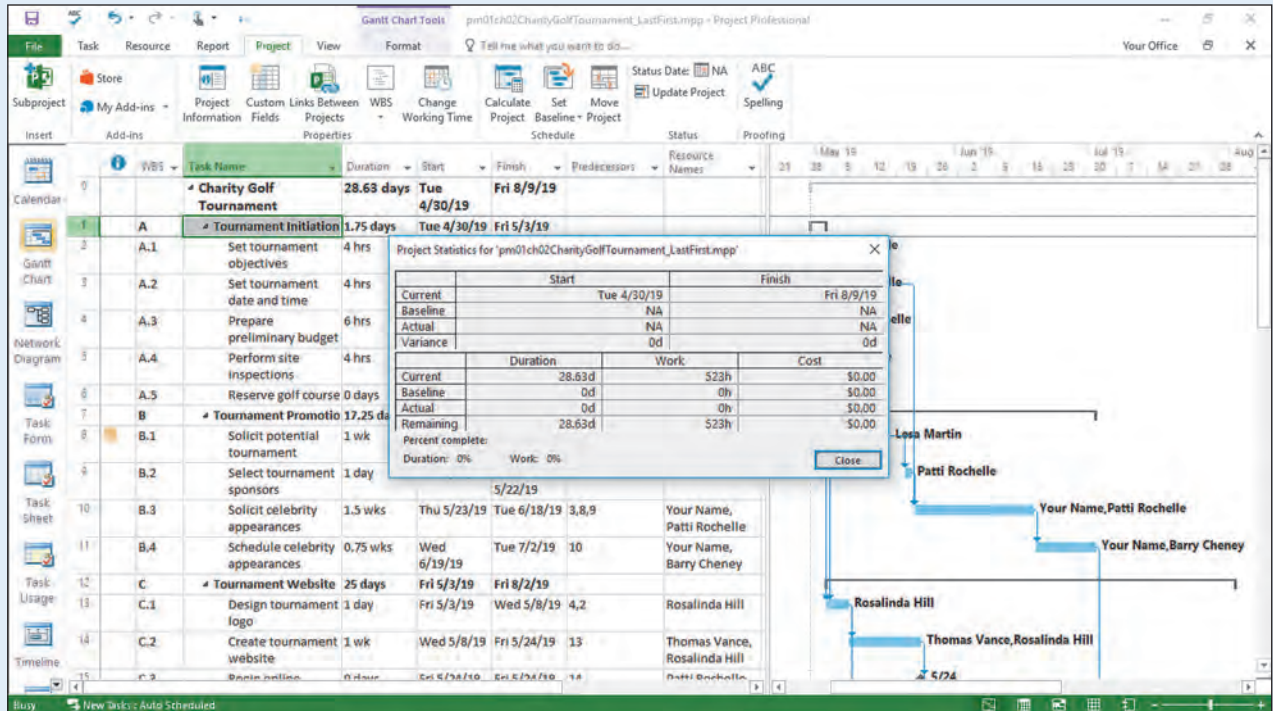 Gantt Chart Tools
pm01ch02CharityGolfTournament_LastFirst.mpp - Project Professional
File Task Resource Report Project View Format Tell me what you want to do... Your Office
Subproject
Store
My Add-ins
Project Information
Custom Fields
Links Between Projects
WBS
Change Working Time
Calculate Project
Set Baseline
Move Project
Status Date: NA
Update Project
ABC
Spelling
Insert Add-ins Properties Schedule Status Proofing
WBS Task Name Duration Start Finish Predecessors Resource Names
May '19 Jun '19 Jul '19 Aug
21 28 5 12 19 26 2 9 16 23 30 7 14 21 28
Calendar
Gantt Chart
Network Diagram
Task Form
Task Sheet
Task Usage
Timeline
0 Charity Golf Tournament 28.63 days Tue 4/30/19 Fri 8/9/19
1 A Tournament Initiation 1.75 days Tue 4/30/19 Fri 5/3/19
2 A.1 Set tournament objectives 4 hrs
3 A.2 Set tournament date and time 4 hrs
4 A.3 Prepare preliminary budget 6 hrs
5 A.4 Perform site inspections 4 hrs
6 A.5 Reserve golf course 0 days
7 B Tournament Promotio 17.25 da
8 B.1 Solicit potential tournament 1 wk
Lesa Martin
9 B.2 Select tournament sponsors 1 day
5/22/19
Patti Rochelle
10 B.3 Solicit celebrity appearances 1.5 wks Thu 5/23/19 Tue 6/18/19 3,8,9 Your Name, Patti Rochelle
Your Name,Patti Rochelle
11 B.4 Schedule celebrity appearances 0.75 wks Wed 6/19/19 Tue 7/2/19 10 Your Name, Barry Cheney
Your Name,Barry Cheney
12 C Tournament Website 25 days Fri 5/3/19 Fri 8/2/19
13 C.1 Design tournament logo 1 day Fri 5/3/19 Wed 5/8/19 4,2 Rosalinda Hill
Rosalinda Hill
14 C.2 Create tournament website 1 wk Wed 5/8/19 Fri 5/24/19 13 Thomas Vance, Rosalinda Hill
Thomas Vance,Rosalinda Hill
5/24
Project Statistics for 'pm01ch02CharityGolfTournament_LastFirst.mpp'
Start Finish
Current Tue 4/30/19 Fri 8/9/19
Baseline NA NA
Actual NA NA
Variance 0d 0d
Duration Work Cost
Current 28.63d 523h $0.00
Baseline 0d 0h $0.00
Actual 0d 0h $0.00
Remaining 28.63d 523h $0.00
Percent complete:
Duration: 0% Work: 0%
Close
Busy New Tasks : Auto Scheduled